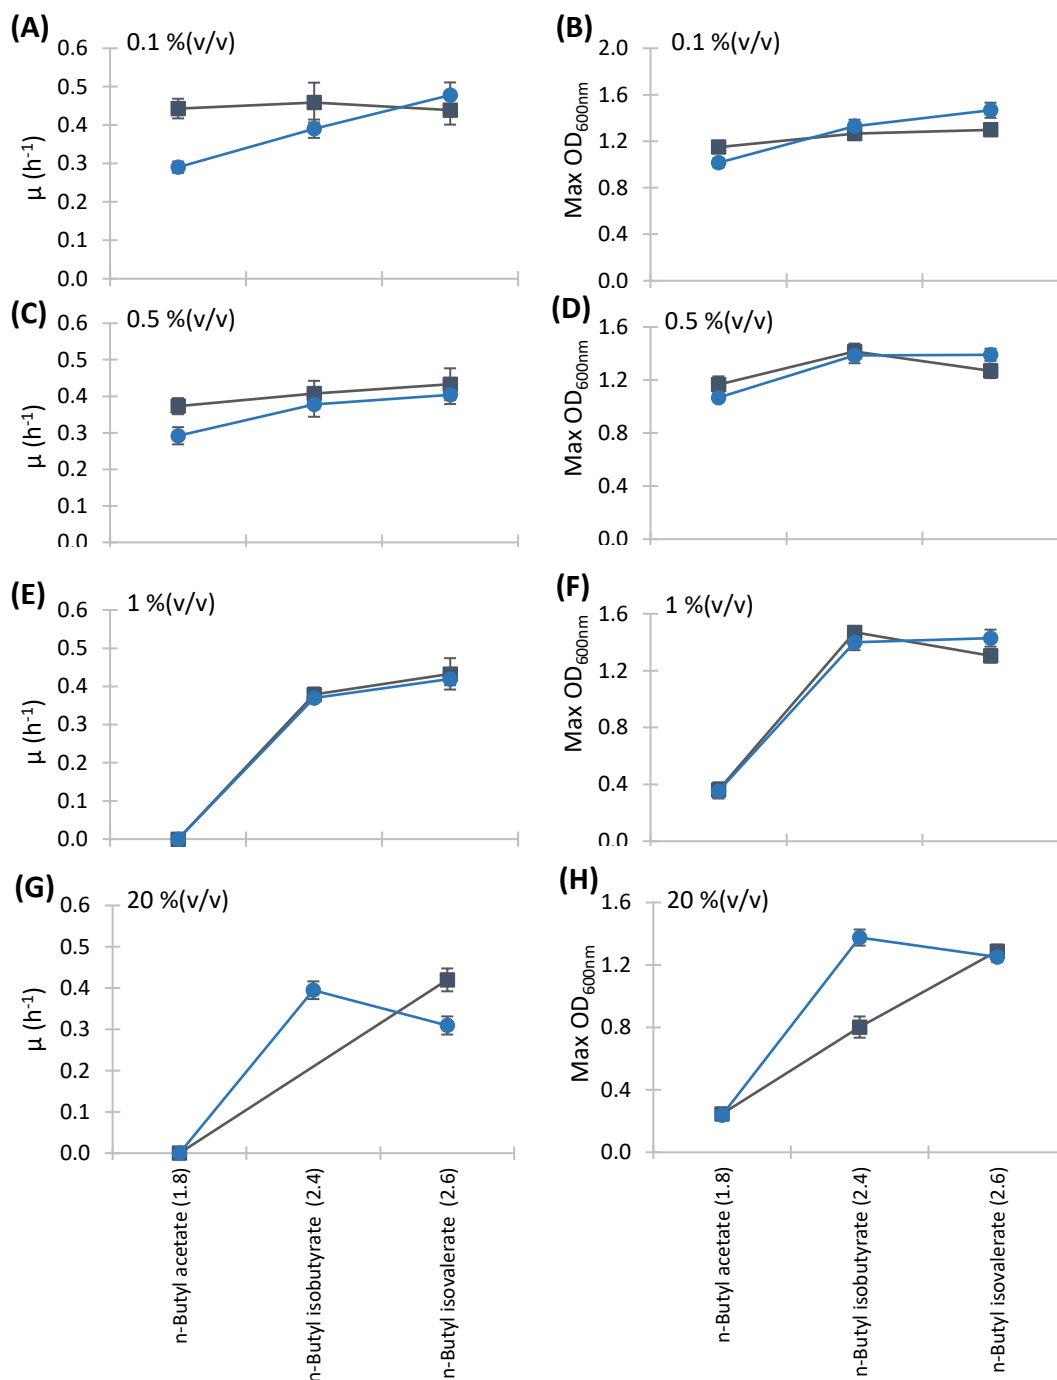 (A)
0.1 %(v/v)
0.6
0.5
0.4
0.3
0.2
0.1
0.0
μ (h-1)
(B)
0.1 %(v/v)
2.0
1.6
1.2
0.8
0.4
0.0
Max OD600nm
(C)
0.5 %(v/v)
0.6
0.5
0.4
0.3
0.2
0.1
0.0
μ (h-1)
(D)
0.5 %(v/v)
1.6
1.2
0.8
0.4
0.0
Max OD600nm
(E)
1 %(v/v)
0.6
0.5
0.4
0.3
0.2
0.1
0.0
μ (h-1)
(F)
1 %(v/v)
1.6
1.2
0.8
0.4
0.0
Max OD600nm
(G)
20 %(v/v)
0.6
0.5
0.4
0.3
0.2
0.1
0.0
μ (h-1)
n-Butyl acetate (1.8)
n-Butyl isobutyrate (2.4)
n-Butyl isovalerate (2.6)
(H)
20 %(v/v)
1.6
1.2
0.8
0.4
0.0
Max OD600nm
n-Butyl acetate (1.8)
n-Butyl isobutyrate (2.4)
n-Butyl isovalerate (2.6)